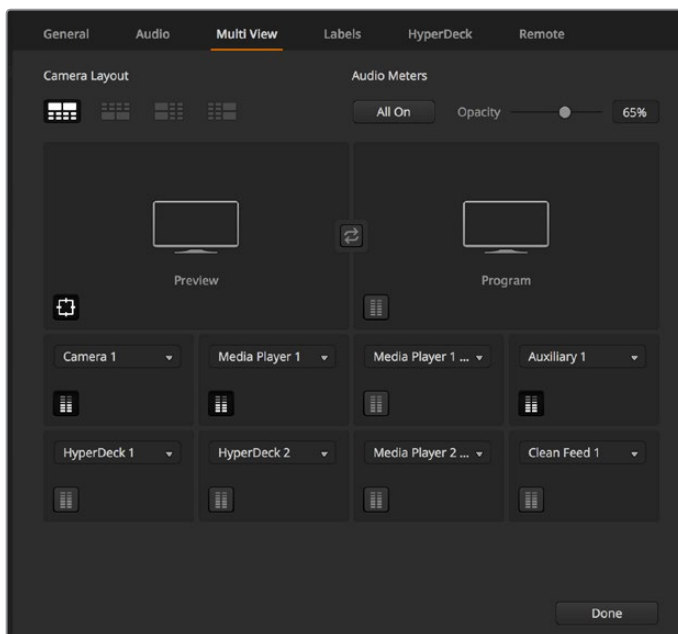 General Audio Multi View Labels HyperDeck Remote
Camera Layout Audio Meters
All On Opacity 65%
Preview Program
Camera 1 Media Player 1 Media Player 1 ... Auxiliary 1
HyperDeck 1 HyperDeck 2 Media Player 2 ... Clean Feed 1
Done